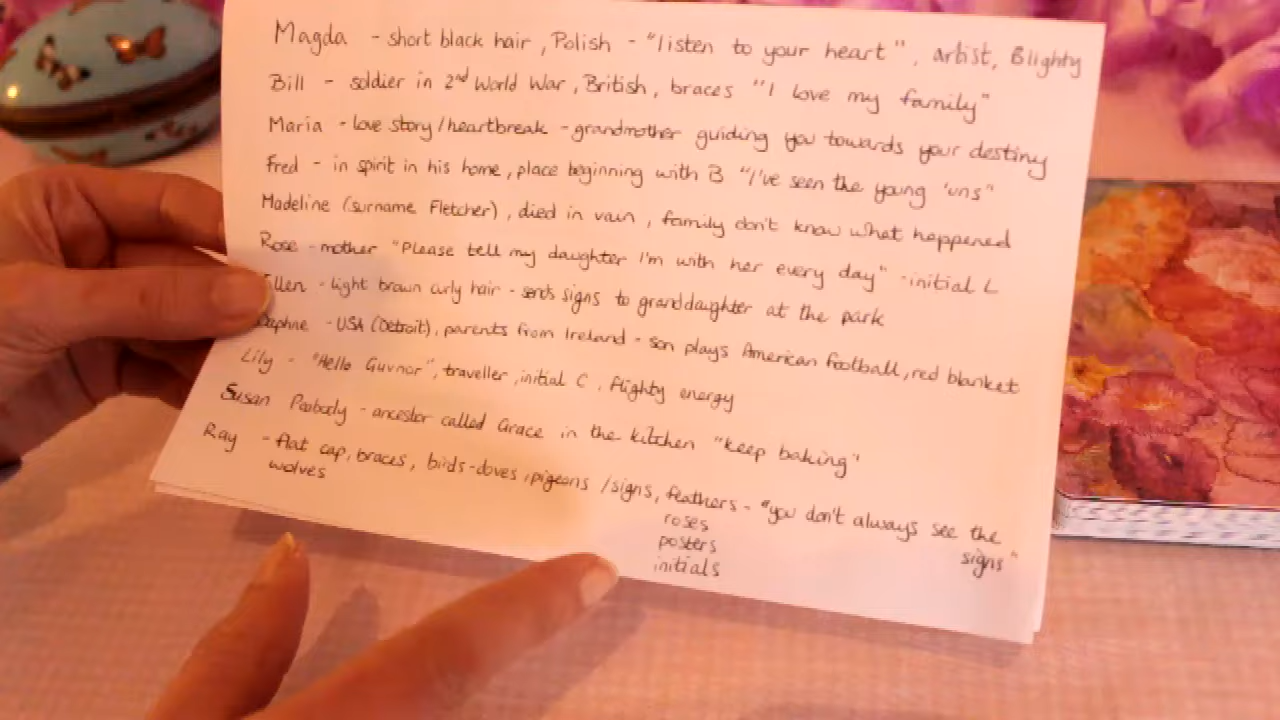 Magda - short black hair, Polish - "listen to your heart", artist, Blighty
Bill - soldier in 2nd World War, British, braces "I love my family"
Maria - love story/heartbreak - grandmother guiding you towards your destiny
Fred - in spirit in his home, place beginning with B "I've seen the young 'uns"
Madeline (surname Fletcher), died in vain, family don't know what happened
Rose - mother "Please tell my daughter I'm with her every day" - initial L
Ellen - light brown curly hair - sends signs to granddaughter at the park
Daphne - USA (Detroit), parents from Ireland - son plays American football, red blanket
Lily - "Hello Guvnor", traveller, initial C, flighty energy
Susan Peabody - ancestor called Grace in the kitchen "keep baking"
Ray - flat cap, braces, birds-doves, pigeons /signs, feathers - "you don't always see the signs"
wolves
roses
posters
initials